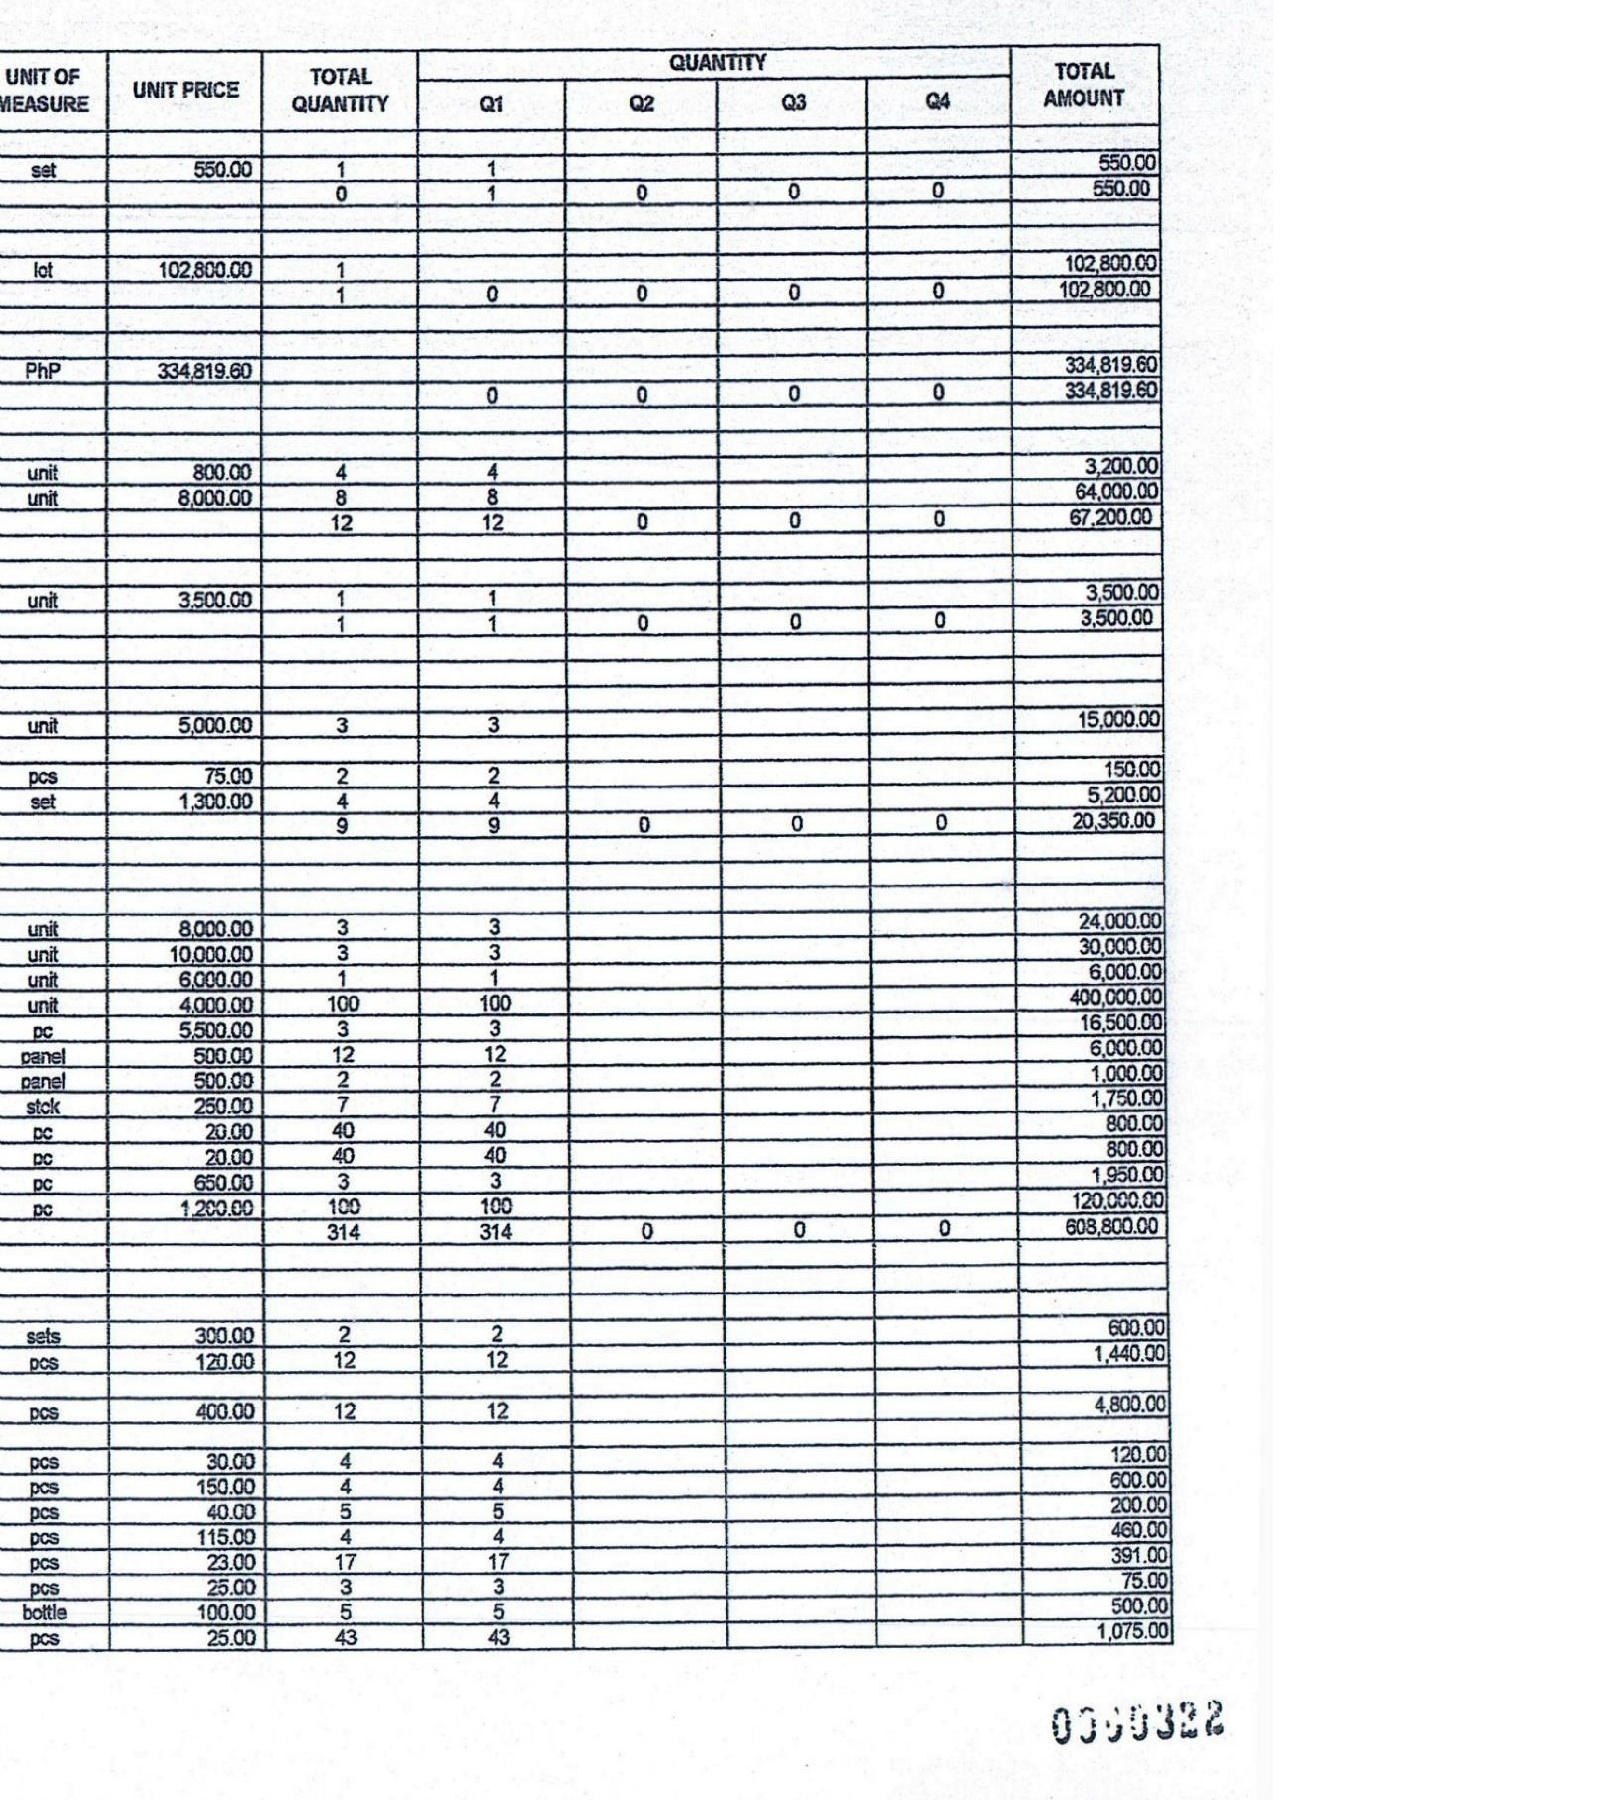 UNIT OF MEASURE UNIT PRICE TOTAL QUANTITY QUANTITY TOTAL AMOUNT
Q1 Q2 Q3 Q4
set 550.00 1 1 550.00
0 1 0 0 0 550.00
lot 102,800.00 1 102,800.00
1 0 0 0 0 102,800.00
PhP 334,819.60 334,819.60
0 0 0 0 334,819.60
unit 800.00 4 4 3,200.00
unit 8,000.00 8 8 64,000.00
12 12 0 0 0 67,200.00
unit 3,500.00 1 1 3,500.00
1 1 0 0 0 3,500.00
unit 5,000.00 3 3 15,000.00
pcs 75.00 2 2 150.00
set 1,300.00 4 4 5,200.00
9 9 0 0 0 20,350.00
unit 8,000.00 3 3 24,000.00
unit 10,000.00 3 3 30,000.00
unit 6,000.00 1 1 6,000.00
unit 4,000.00 100 100 400,000.00
pc 5,500.00 3 3 16,500.00
panel 500.00 12 12 6,000.00
panel 500.00 2 2 1,000.00
stck 250.00 7 7 1,750.00
pc 20.00 40 40 800.00
pc 20.00 40 40 800.00
pc 650.00 3 3 1,950.00
pc 1,200.00 100 100 120,000.00
314 314 0 0 0 608,800.00
sets 300.00 2 2 600.00
pcs 120.00 12 12 1,440.00
pcs 400.00 12 12 4,800.00
pcs 30.00 4 4 120.00
pcs 150.00 4 4 600.00
pcs 40.00 5 5 200.00
pcs 115.00 4 4 460.00
pcs 23.00 17 17 391.00
pcs 25.00 3 3 75.00
bottle 100.00 5 5 500.00
pcs 25.00 43 43 1,075.00
0000322